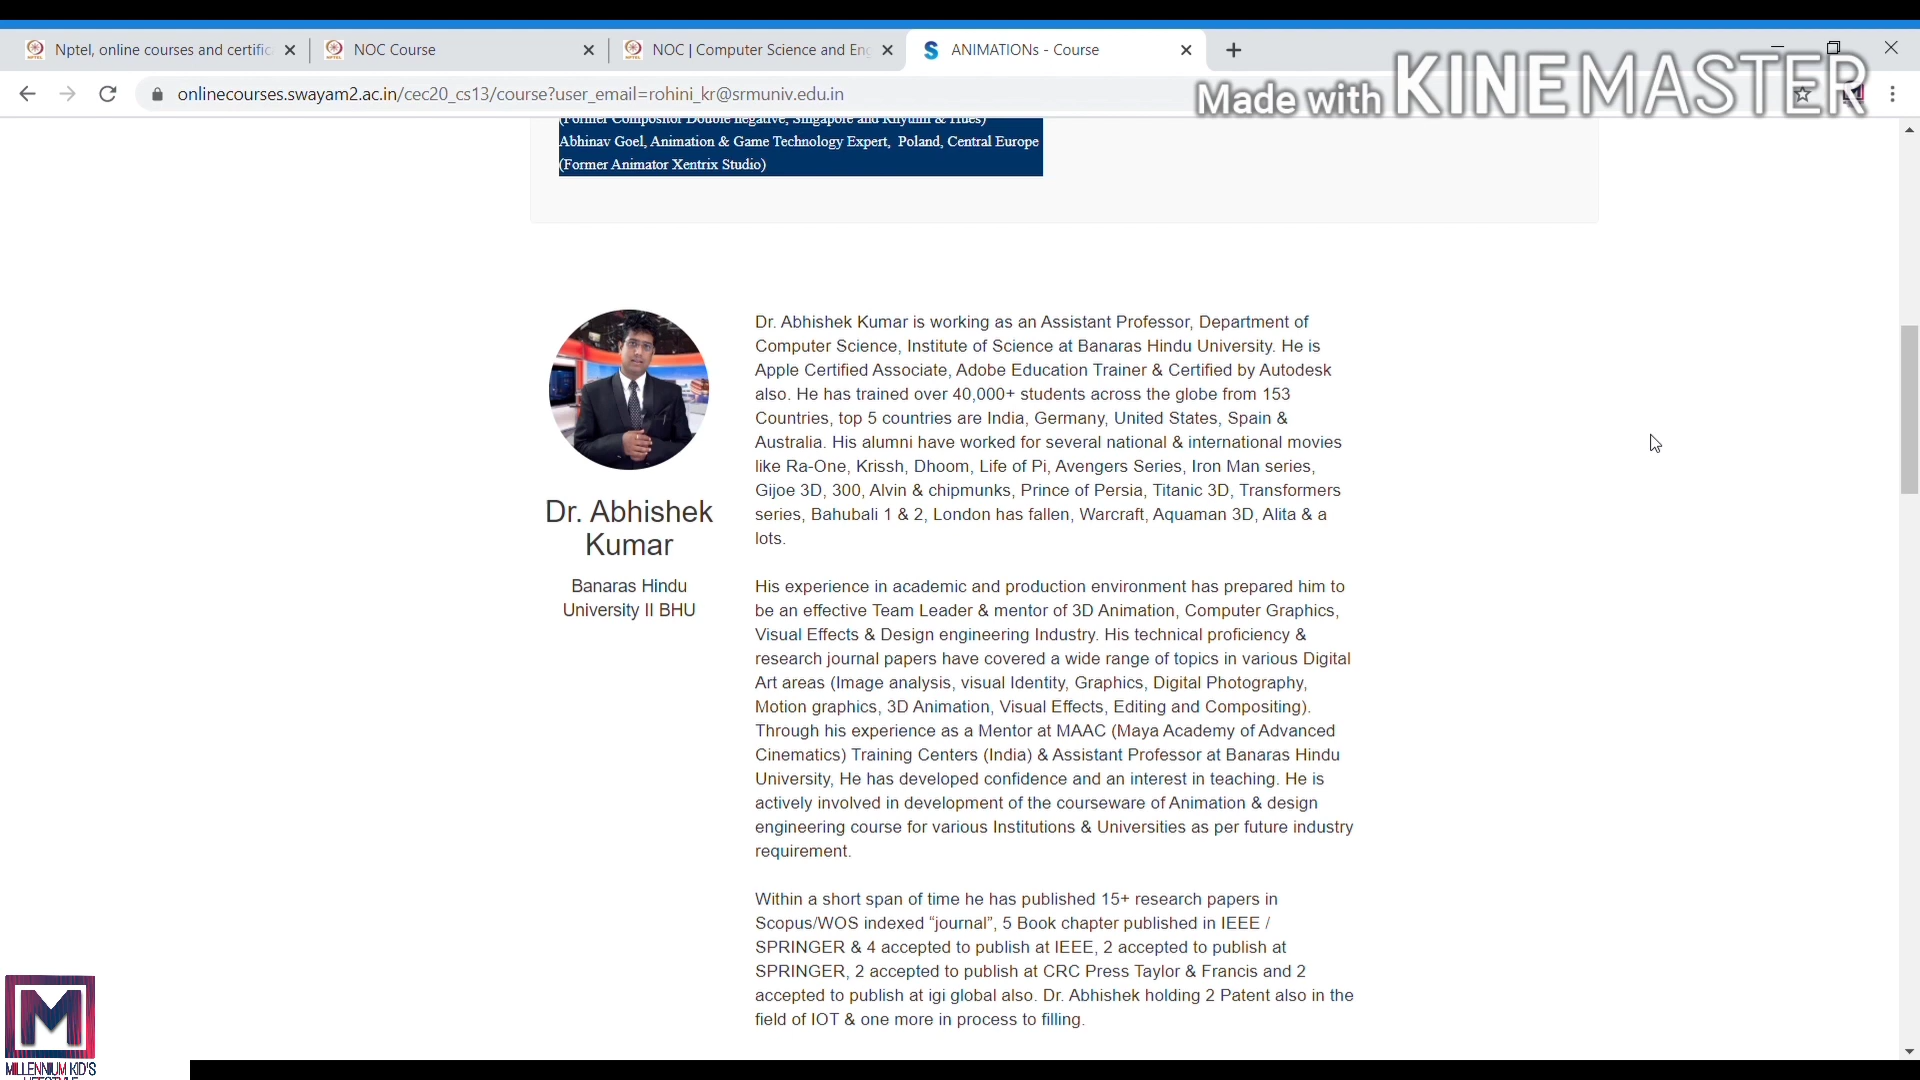 Nptel, online courses and certific
NOC Course
NOC | Computer Science and Eng
ANIMATIONs - Course
onlinecourses.swayam2.ac.in/cec20_cs13/course?user_email=rohini_kr@srmuniv.edu.in
Made with KINEMASTER
(Former Compositor Double negative, Singapore and Rhythm & Hues)
Abhinav Goel, Animation & Game Technology Expert, Poland, Central Europe
(Former Animator Xentrix Studio)
Dr. Abhishek
Kumar
Banaras Hindu
University II BHU
Dr. Abhishek Kumar is working as an Assistant Professor, Department of
Computer Science, Institute of Science at Banaras Hindu University. He is
Apple Certified Associate, Adobe Education Trainer & Certified by Autodesk
also. He has trained over 40,000+ students across the globe from 153
Countries, top 5 countries are India, Germany, United States, Spain &
Australia. His alumni have worked for several national & international movies
like Ra-One, Krissh, Dhoom, Life of Pi, Avengers Series, Iron Man series,
Gijoe 3D, 300, Alvin & chipmunks, Prince of Persia, Titanic 3D, Transformers
series, Bahubali 1 & 2, London has fallen, Warcraft, Aquaman 3D, Alita & a
lots.
His experience in academic and production environment has prepared him to
be an effective Team Leader & mentor of 3D Animation, Computer Graphics,
Visual Effects & Design engineering Industry. His technical proficiency &
research journal papers have covered a wide range of topics in various Digital
Art areas (Image analysis, visual Identity, Graphics, Digital Photography,
Motion graphics, 3D Animation, Visual Effects, Editing and Compositing).
Through his experience as a Mentor at MAAC (Maya Academy of Advanced
Cinematics) Training Centers (India) & Assistant Professor at Banaras Hindu
University, He has developed confidence and an interest in teaching. He is
actively involved in development of the courseware of Animation & design
engineering course for various Institutions & Universities as per future industry
requirement.
Within a short span of time he has published 15+ research papers in
Scopus/WOS indexed “journal”, 5 Book chapter published in IEEE /
SPRINGER & 4 accepted to publish at IEEE, 2 accepted to publish at
SPRINGER, 2 accepted to publish at CRC Press Taylor & Francis and 2
accepted to publish at igi global also. Dr. Abhishek holding 2 Patent also in the
field of IOT & one more in process to filling.
M
MILLENNIUM KID'S
LIFESTYLE